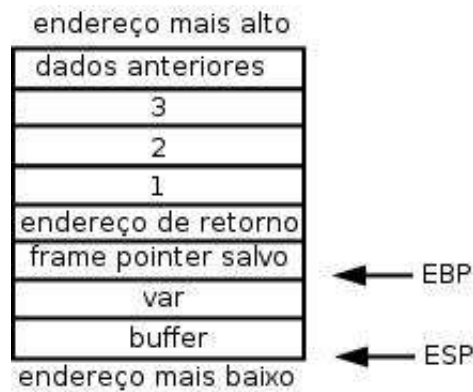 endereço mais alto
dados anteriores
3
2
1
endereço de retorno
frame pointer salvo
EBP
var
buffer
ESP
endereço mais baixo